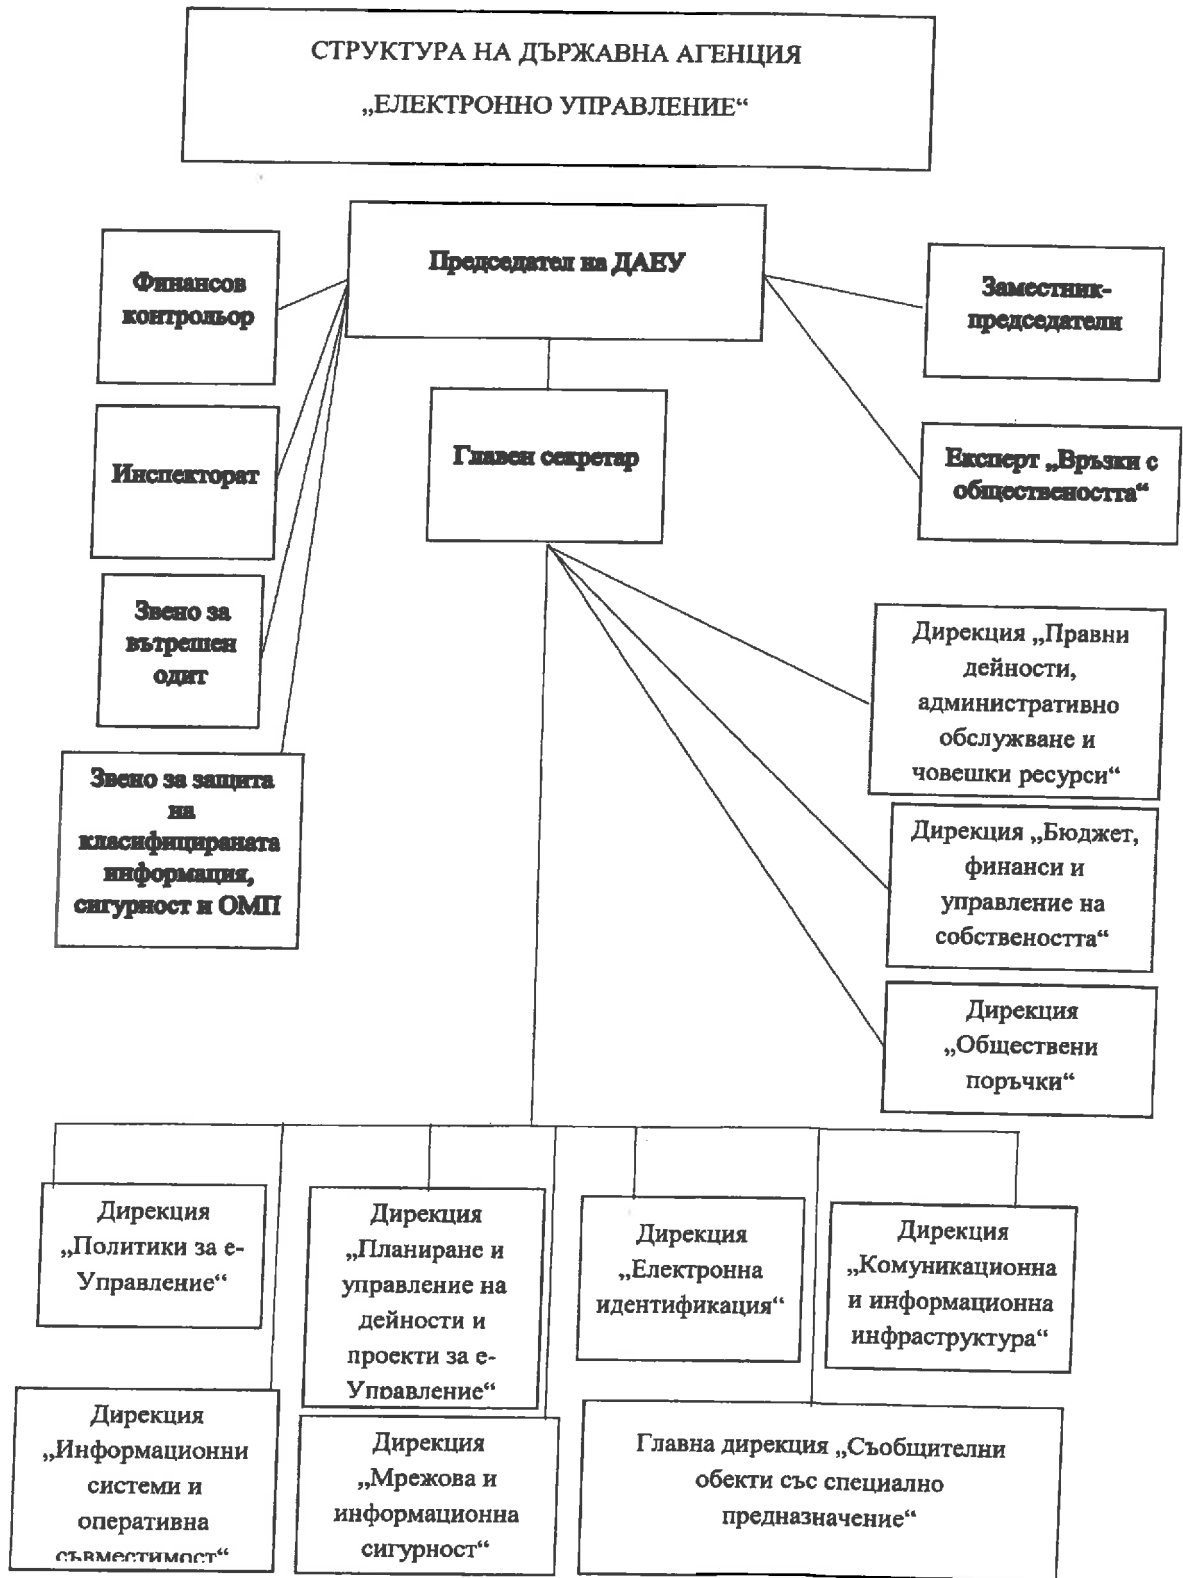 СТРУКТУРА НА ДЪРЖАВНА АГЕНЦИЯ
„ЕЛЕКТРОННО УПРАВЛЕНИЕ“
Председател на ДАЕУ
Финансов
контрольор
Заместник-
председатели
Инспекторат
Главен секретар
Експерт „Връзки с
обществеността“
Звено за
вътрешен
одит
Звено за защита
на
класифицираната
информация,
сигурност и ОМП
Дирекция „Правни
дейности,
административно
обслужване и
човешки ресурси“
Дирекция „Бюджет,
финанси и
управление на
собствеността“
Дирекция
„Обществени
поръчки“
Дирекция
„Политики за е-
Управление“
Дирекция
„Планиране и
управление на
дейности и
проекти за е-
Управление“
Дирекция
„Електронна
идентификация“
Дирекция
„Комуникационна
и информационна
инфраструктура“
Дирекция
„Информационни
системи и
оперативна
съвместимост“
Дирекция
„Мрежова и
информационна
сигурност“
Главна дирекция „Съобщителни
обекти със специално
предназначение“